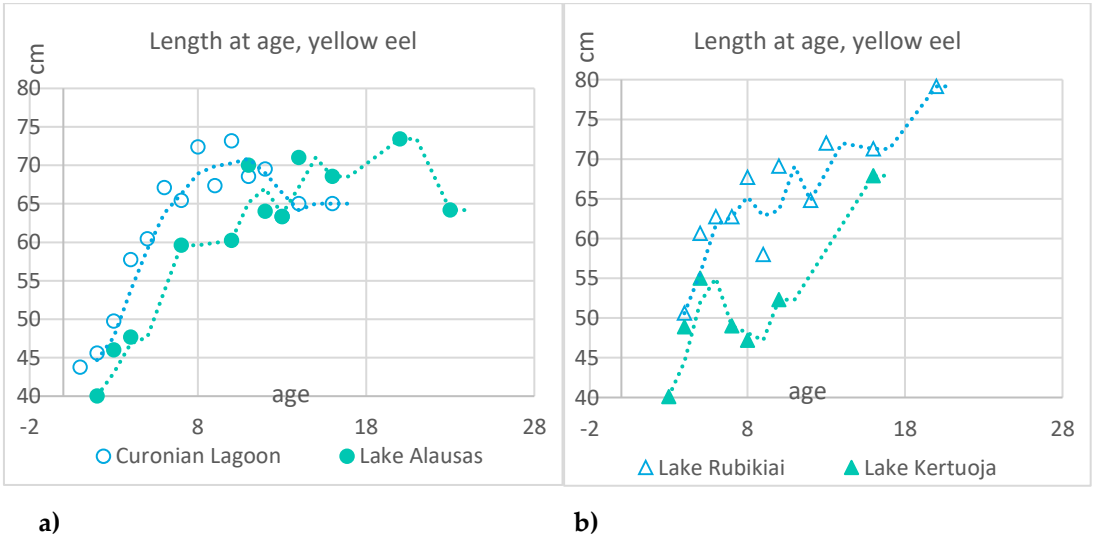 Length at age, yellow eel
cm
80
75
70
65
60
55
50
45
40
age
-2
8
18
28
Curonian Lagoon
Lake Alausas
a)
Length at age, yellow eel
cm
80
75
70
65
60
55
50
45
40
age
-2
8
18
28
Lake Rubikiai
Lake Kertuoja
b)